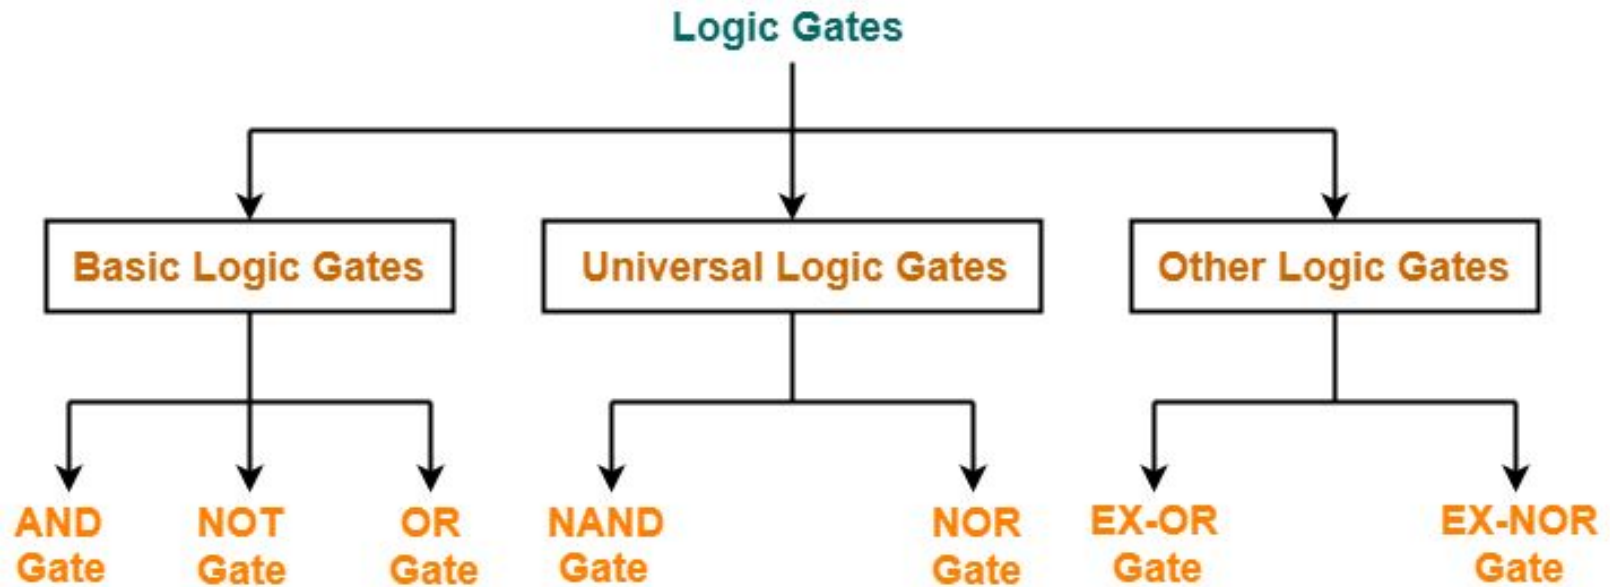 Logic Gates
Basic Logic Gates
Universal Logic Gates
Other Logic Gates
AND
Gate
NOT
Gate
OR
Gate
NAND
Gate
NOR
Gate
EX-OR
Gate
EX-NOR
Gate